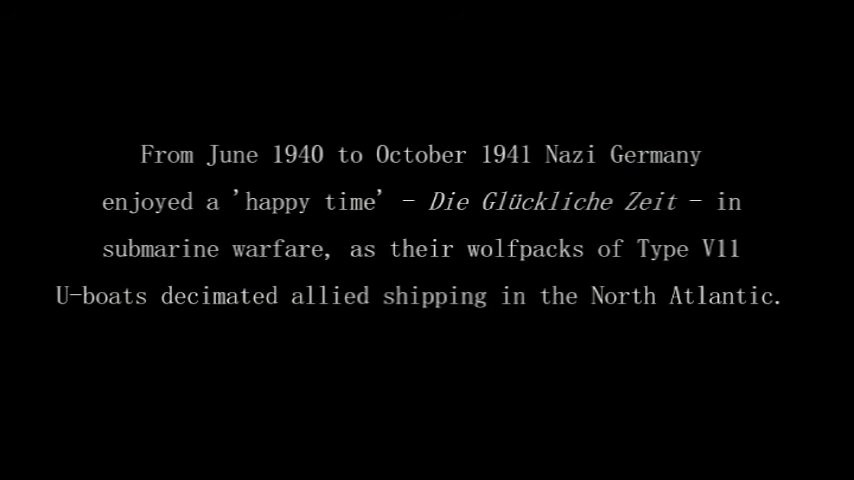 From June 1940 to October 1941 Nazi Germany
enjoyed a 'happy time' - Die Glückliche Zeit - in
submarine warfare, as their wolfpacks of Type V11
U-boats decimated allied shipping in the North Atlantic.